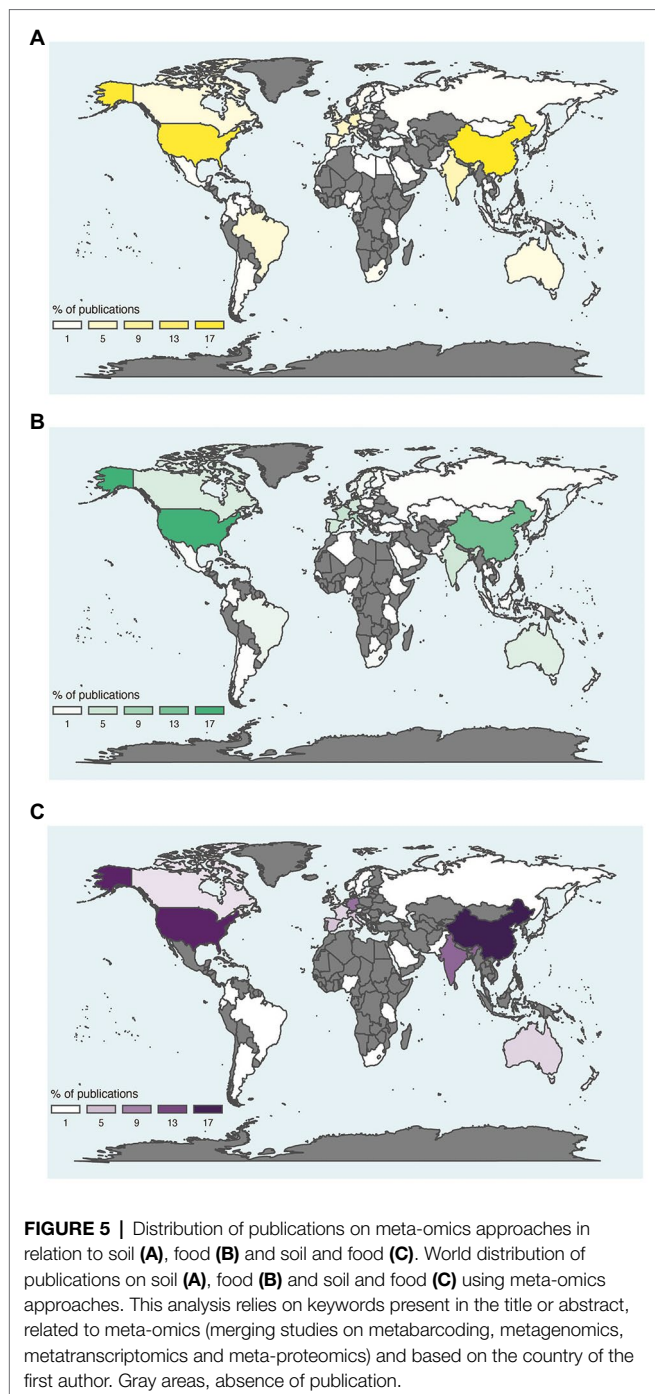 A
% of publications
1 5 9 13 17
B
% of publications
1 5 9 13 17
C
% of publications
1 5 9 13 17
FIGURE 5 | Distribution of publications on meta-omics approaches in
relation to soil (A), food (B) and soil and food (C). World distribution of
publications on soil (A), food (B) and soil and food (C) using meta-omics
approaches. This analysis relies on keywords present in the title or abstract,
related to meta-omics (merging studies on metabarcoding, metagenomics,
metatranscriptomics and meta-proteomics) and based on the country of the
first author. Gray areas, absence of publication.